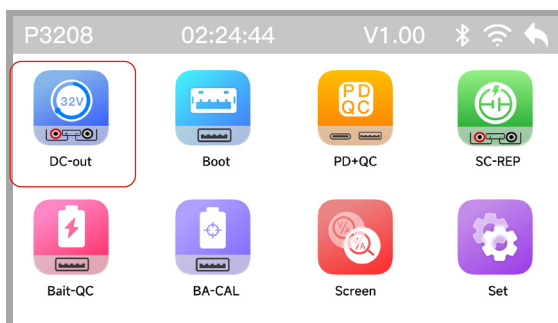 P3208 02:24:44 V1.00
32V PD QC
DC-out Boot PD+QC SC-REP
V/A V/A
Bait-QC BA-CAL Screen Set